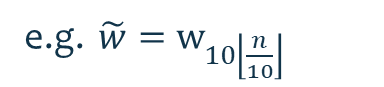 e.g. w̃ = w_{10⌊n/10⌋}